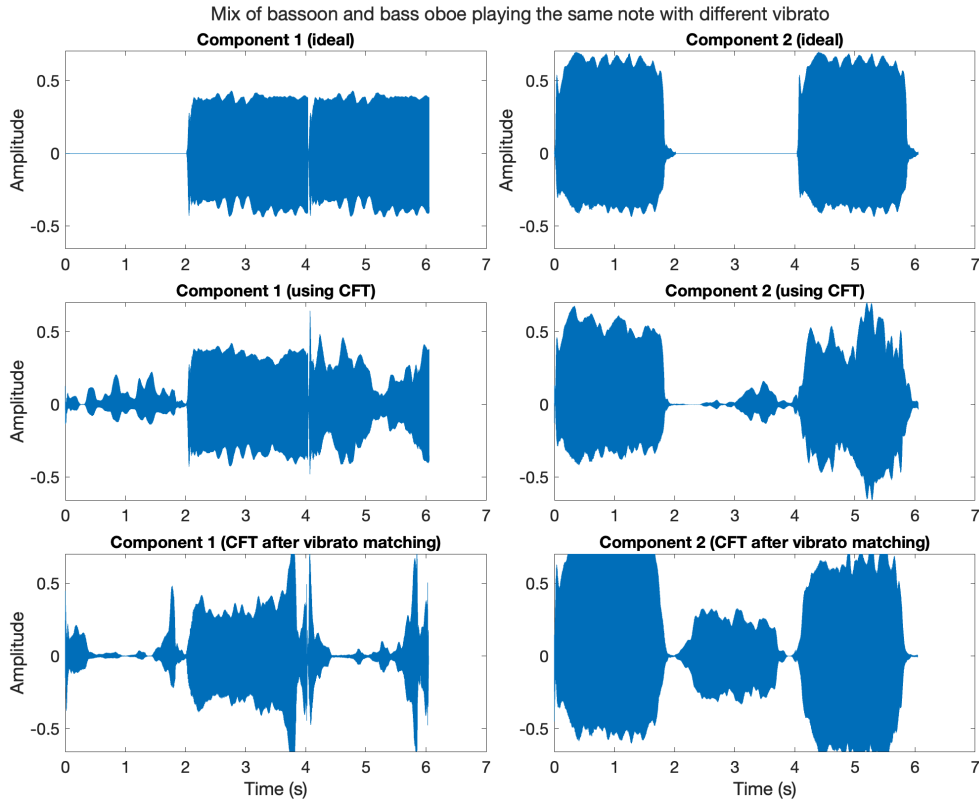 Mix of bassoon and bass oboe playing the same note with different vibrato
Component 1 (ideal)
Amplitude
0.5
0
-0.5
0 1 2 3 4 5 6 7
Component 2 (ideal)
Amplitude
0.5
0
-0.5
0 1 2 3 4 5 6 7
Component 1 (using CFT)
Amplitude
0.5
0
-0.5
0 1 2 3 4 5 6 7
Component 2 (using CFT)
0.5
0
-0.5
0 1 2 3 4 5 6 7
Component 1 (CFT after vibrato matching)
Amplitude
0.5
0
-0.5
0 1 2 3 4 5 6 7
Time (s)
Component 2 (CFT after vibrato matching)
0.5
0
-0.5
0 1 2 3 4 5 6 7
Time (s)